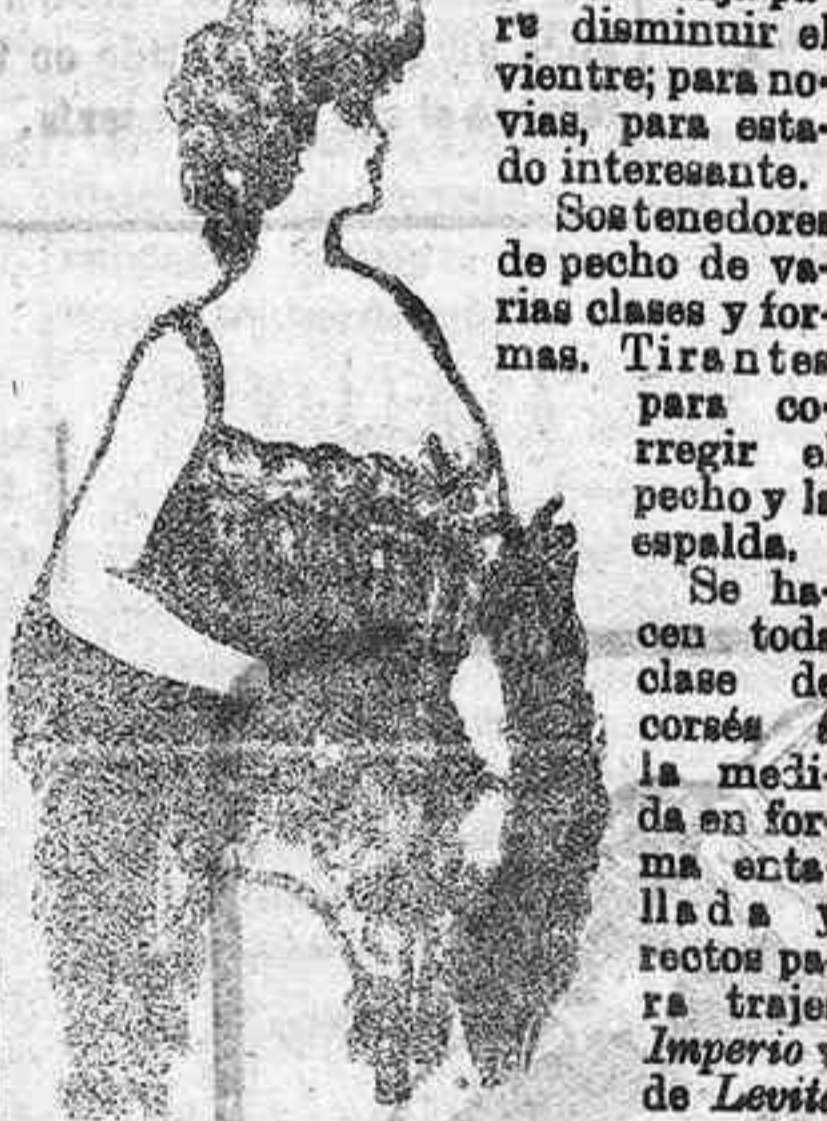 re disminuir el
vientre; para no-
vias, para esta-
do interesante.
Sostenedores
de pecho de va-
rias clases y for-
mas. Tirantes
para co-
rregir el
pecho y la
espalda.
Se ha-
cen toda
clase de
corsés á
la medi-
da en for-
ma enta-
llada y
rectos pa-
ra trajes
Imperio y
de Levita